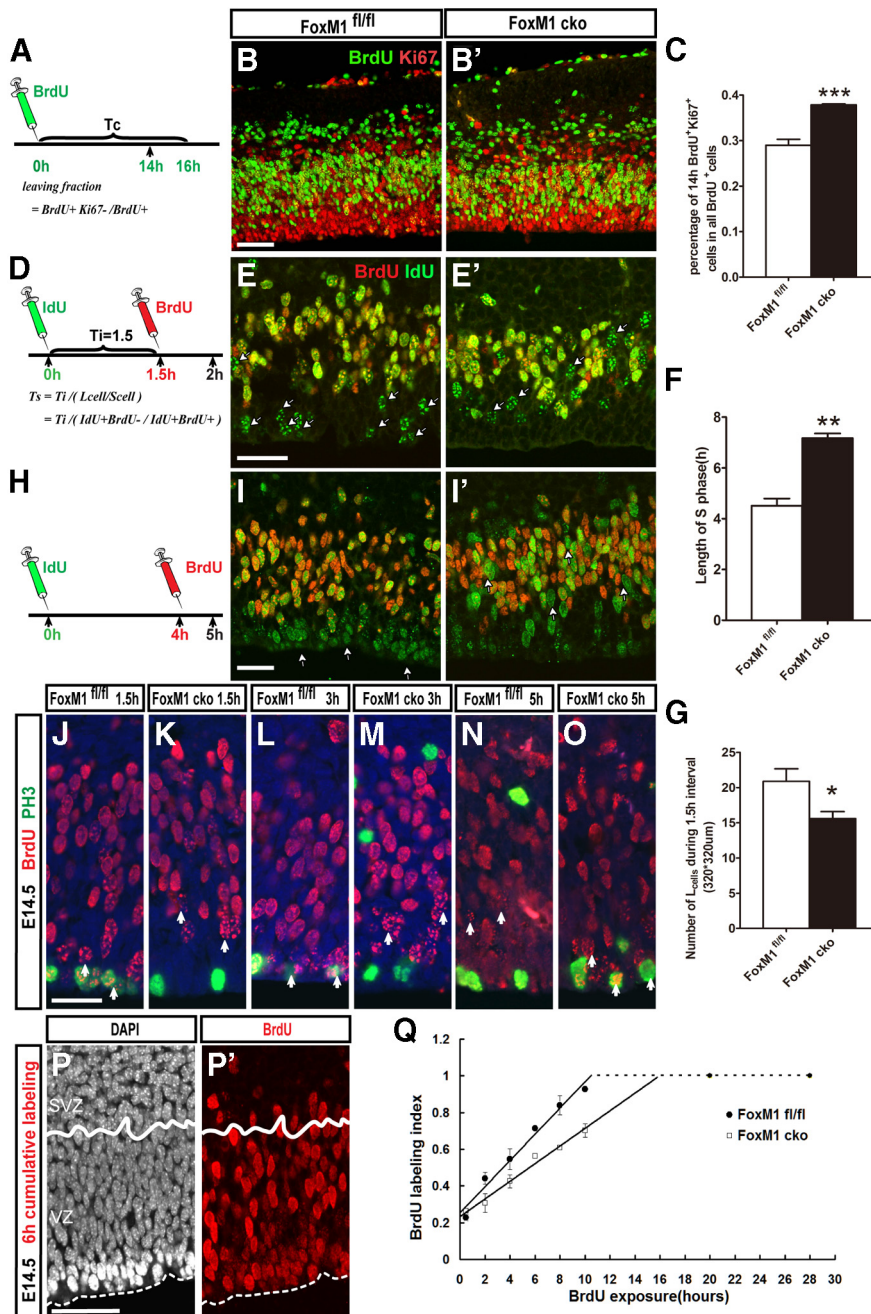 FoxM1 fl/fl
FoxM1 cko
A
BrdU
Tc
0h
14h
16h
leaving fraction
= BrdU+ Ki67- /BrdU+
B
BrdU Ki67
B’
C
percentage of 14h BrdU+Ki67+
cells in all BrdU + cells
0.4
0.3
0.2
0.1
0.0
***
FoxM1 fl/fl
FoxM1 cko
D
IdU
BrdU
Ti=1.5
0h
1.5h
2h
Ts = Ti /( Lcell/Scell )
= Ti /( IdU+BrdU- / IdU+BrdU+ )
E
BrdU IdU
E’
F
Length of S phase(h)
8
6
4
2
0
**
FoxM1 fl/fl
FoxM1 cko
H
IdU
BrdU
0h
4h
5h
I
I’
G
Number of Lcells during 1.5h interval
(320*320um)
25
20
15
10
5
0
*
FoxM1 fl/fl
FoxM1 cko
FoxM1 fl/fl 1.5h
FoxM1 cko 1.5h
FoxM1 fl/fl 3h
FoxM1 cko 3h
FoxM1 fl/fl 5h
FoxM1 cko 5h
E14.5 BrdU PH3
J
K
L
M
N
O
DAPI
BrdU
E14.5 6h cumulative labeling
P
SVZ
VZ
P’
Q
BrdU labeling index
1.2
1
0.8
0.6
0.4
0.2
0
FoxM1 fl/fl
FoxM1 cko
0 2 4 6 8 10 12 14 16 18 20 22 24 26 28 30
BrdU exposure(hours)